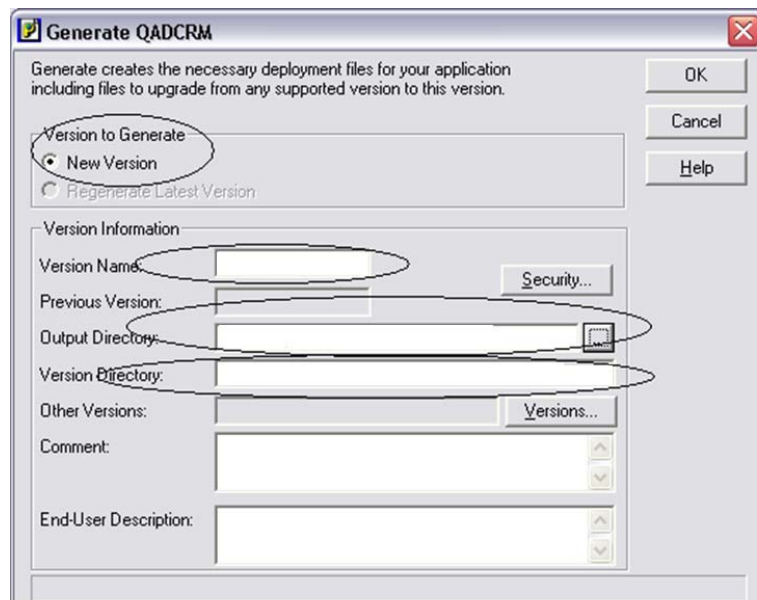 Generate QADCRM
Generate creates the necessary deployment files for your application
including files to upgrade from any supported version to this version.
OK
Cancel
Help
Version to Generate
New Version
Regenerate Latest Version
Version Information
Version Name:
Security...
Previous Version:
Output Directory:
...
Version Directory:
Other Versions:
Versions...
Comment:
End-User Description: